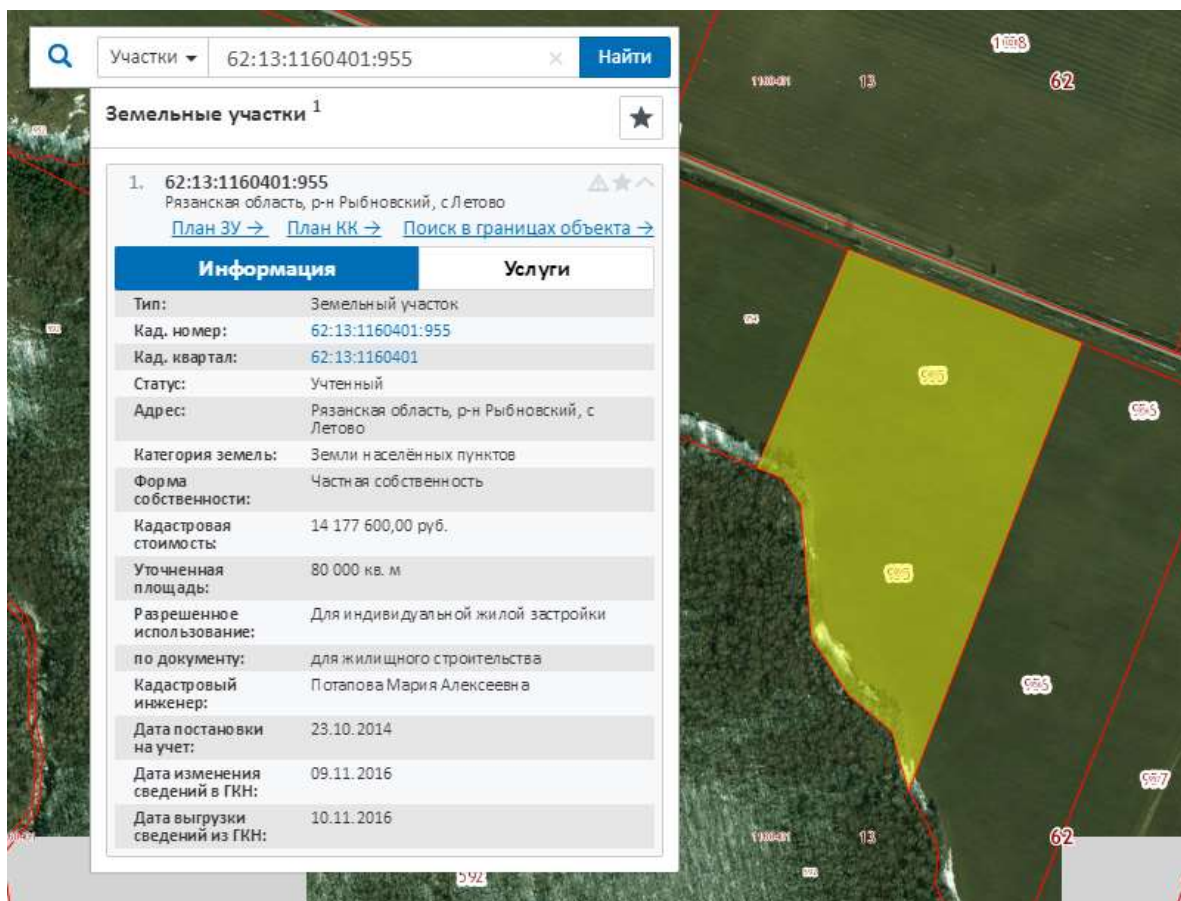 Участки 62:13:1160401:955 × Найти
Земельные участки 1
1. 62:13:1160401:955
Рязанская область, р-н Рыбновский, с Летово
План ЗУ → План КК → Поиск в границах объекта →
Информация Услуги
Тип: Земельный участок
Кад. номер: 62:13:1160401:955
Кад. квартал: 62:13:1160401
Статус: Учтенный
Адрес: Рязанская область, р-н Рыбновский, с
Летово
Категория земель: Земли населённых пунктов
Форма
собственности: Частная собственность
Кадастровая
стоимость: 14 177 600,00 руб.
Уточненная
площадь: 80 000 кв. м
Разрешенное
использование: Для индивидуальной жилой застройки
по документу: для жилищного строительства
Кадастровый
инженер: Потапова Мария Алексеевна
Дата постановки
на учет: 23.10.2014
Дата изменения
сведений в ГКН: 09.11.2016
Дата выгрузки
сведений из ГКН: 10.11.2016
13
62
954
955
955
13
62
592